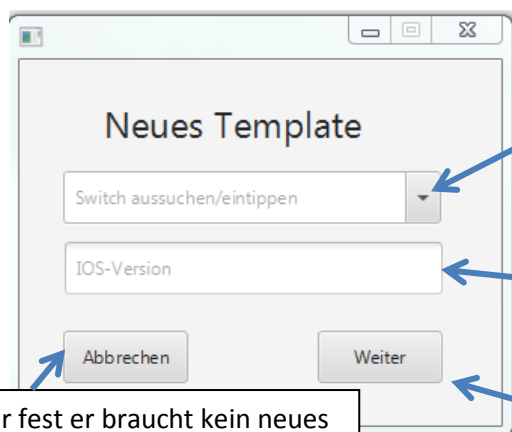 Neues Template
Switch aussuchen/eintippen
IOS-Version
Abbrechen
Weiter
r fest er braucht kein neues